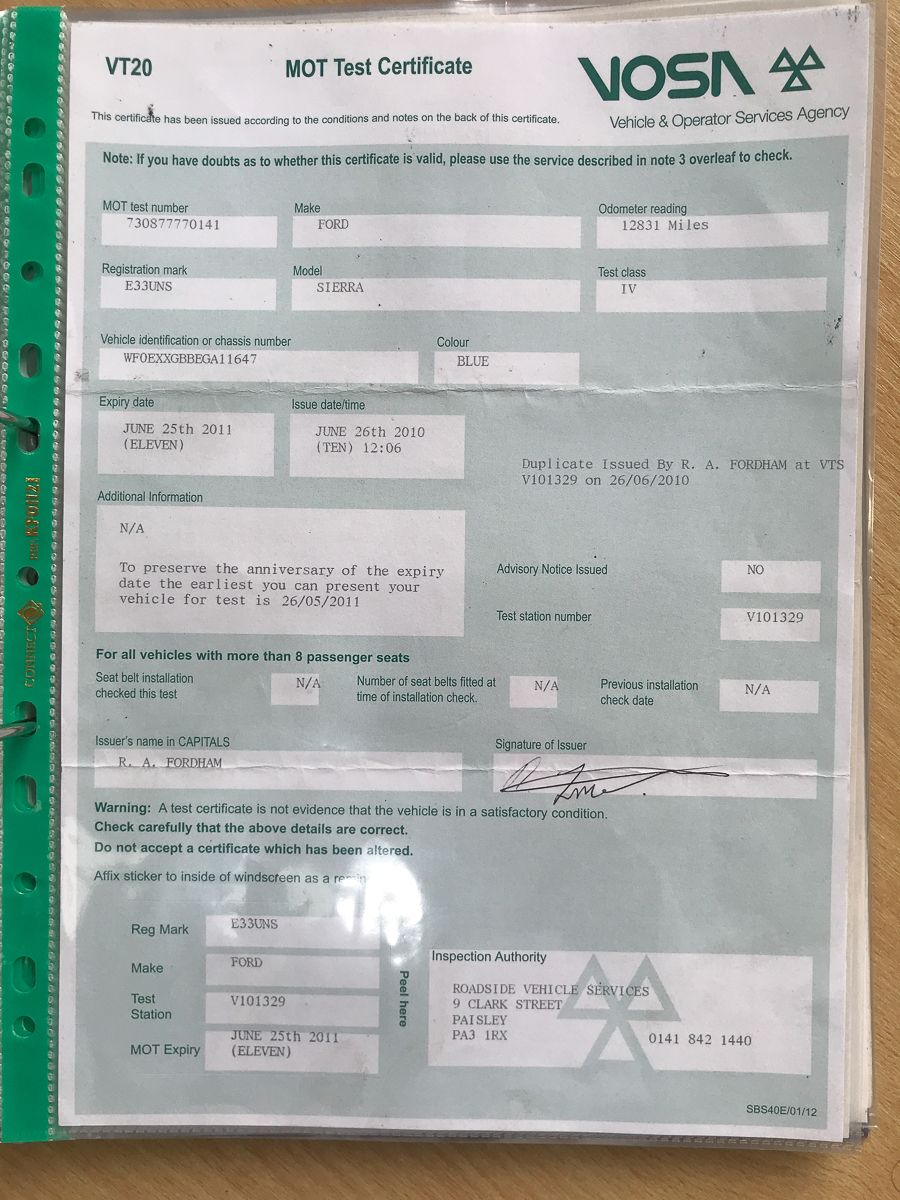 VT20
MOT Test Certificate
VOSA
Vehicle & Operator Services Agency
This certificate has been issued according to the conditions and notes on the back of this certificate.
Note: If you have doubts as to whether this certificate is valid, please use the service described in note 3 overleaf to check.
MOT test number
730877770141
Make
FORD
Odometer reading
12831 Miles
Registration mark
E33UNS
Model
SIERRA
Test class
IV
Vehicle identification or chassis number
WF0EXXGBBEGA11647
Colour
BLUE
Expiry date
JUNE 25th 2011
(ELEVEN)
Issue date/time
JUNE 26th 2010
(TEN) 12:06
Duplicate Issued By R. A. FORDHAM at VTS
V101329 on 26/06/2010
Additional Information
N/A
To preserve the anniversary of the expiry
date the earliest you can present your
vehicle for test is 26/05/2011
Advisory Notice Issued
NO
Test station number
V101329
For all vehicles with more than 8 passenger seats
Seat belt installation
checked this test
N/A
Number of seat belts fitted at
time of installation check.
N/A
Previous installation
check date
N/A
Issuer's name in CAPITALS
R. A. FORDHAM
Signature of Issuer
Warning: A test certificate is not evidence that the vehicle is in a satisfactory condition.
Check carefully that the above details are correct.
Do not accept a certificate which has been altered.
Affix sticker to inside of windscreen as a
Reg Mark
E33UNS
Make
FORD
Test
Station
V101329
MOT Expiry
JUNE 25th 2011
(ELEVEN)
Peel here
Inspection Authority
ROADSIDE VEHICLE SERVICES
9 CLARK STREET
PAISLEY
PA3 1RX
0141 842 1440
SBS40E/01/12
CONNECT